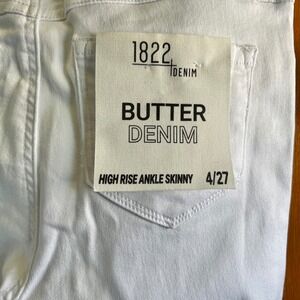 1822
DENIM
BUTTER
DENIM
HIGH RISE ANKLE SKINNY 4/27